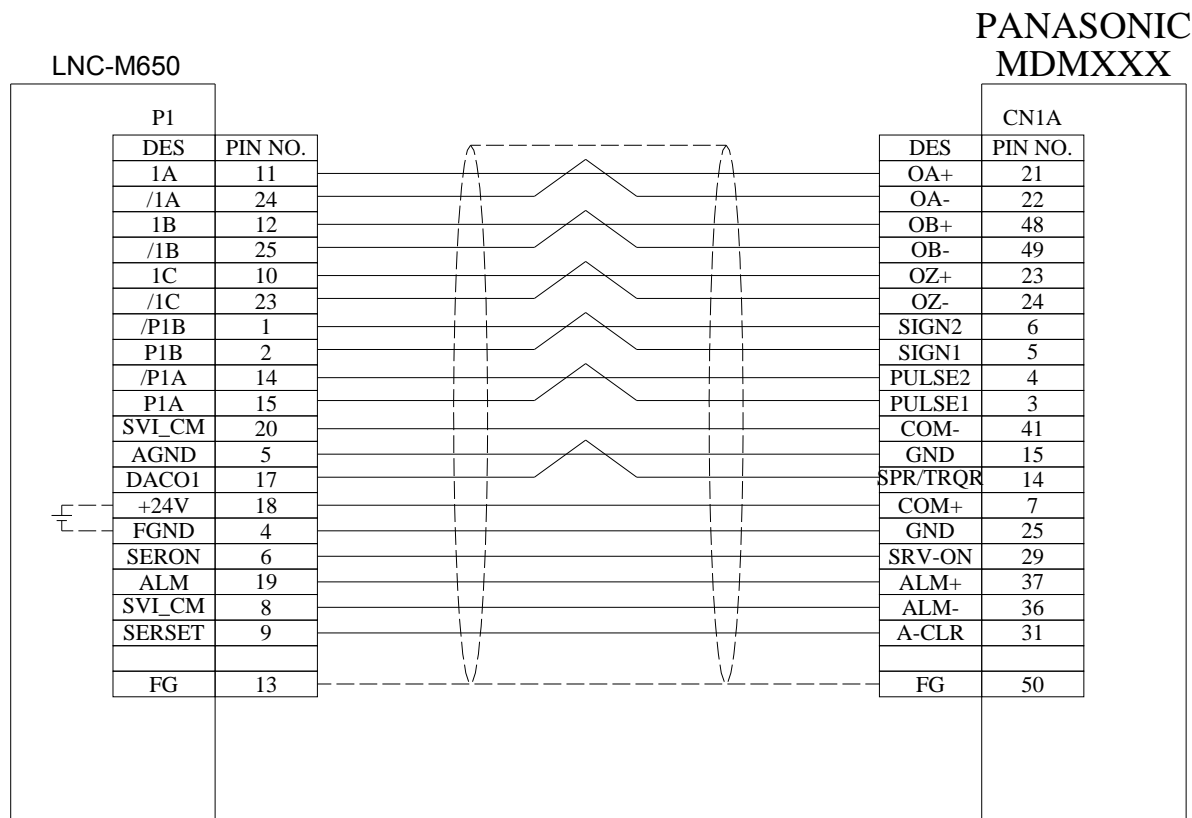 PANASONIC
LNC-M650 MDMXXX
P1 CN1A
DES PIN NO. DES PIN NO.
1A 11 OA+ 21
/1A 24 OA- 22
1B 12 OB+ 48
/1B 25 OB- 49
1C 10 OZ+ 23
/1C 23 OZ- 24
/P1B 1 SIGN2 6
P1B 2 SIGN1 5
/P1A 14 PULSE2 4
P1A 15 PULSE1 3
SVI_CM 20 COM- 41
AGND 5 GND 15
DACO1 17 SPR/TRQR 14
+24V 18 COM+ 7
FGND 4 GND 25
SERON 6 SRV-ON 29
ALM 19 ALM+ 37
SVI_CM 8 ALM- 36
SERSET 9 A-CLR 31
FG 13 FG 50